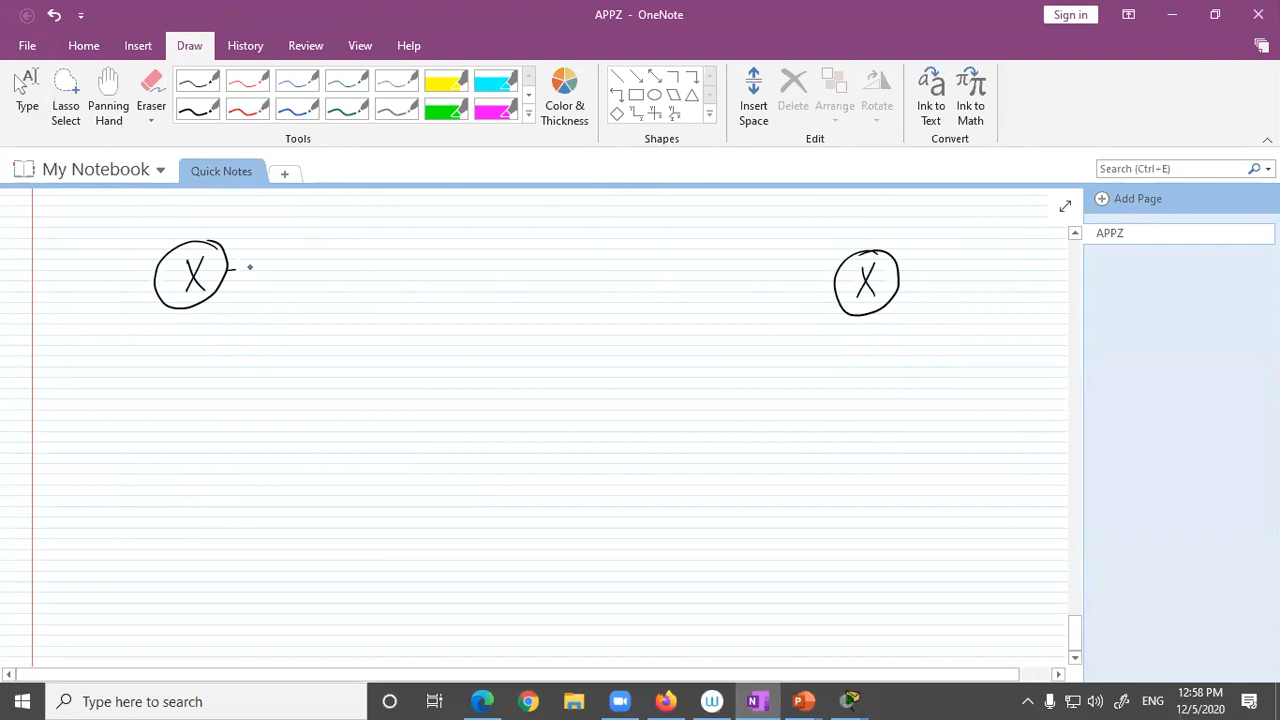 APPZ - OneNote
Sign in
File Home Insert Draw History Review View Help
Type
Lasso Select
Panning Hand
Eraser
Color & Thickness
Insert Space
Delete
Arrange
Rotate
Ink to Text
Ink to Math
Tools
Shapes
Edit
Convert
My Notebook
Quick Notes
Search (Ctrl+E)
Add Page
APPZ
X
X
Type here to search
ENG
12:58 PM
12/5/2020